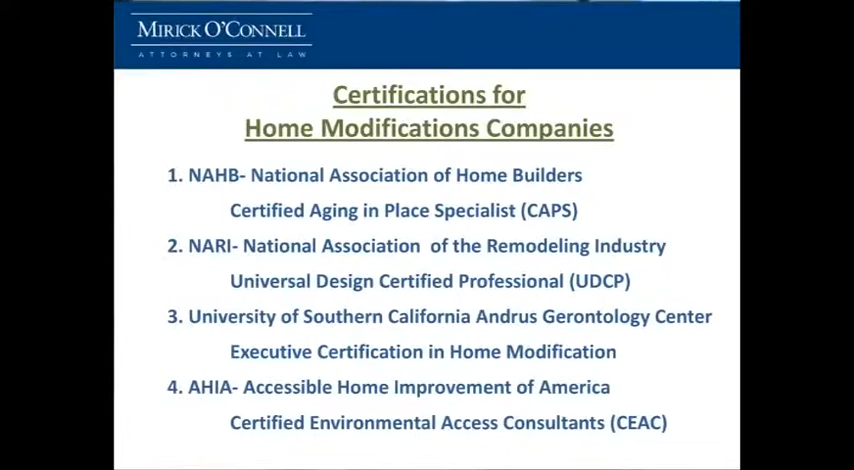 MIRICK O'CONNELL
ATTORNEYS AT LAW
Certifications for
Home Modifications Companies
1. NAHB- National Association of Home Builders
Certified Aging in Place Specialist (CAPS)
2. NARI- National Association of the Remodeling Industry
Universal Design Certified Professional (UDCP)
3. University of Southern California Andrus Gerontology Center
Executive Certification in Home Modification
4. AHIA- Accessible Home Improvement of America
Certified Environmental Access Consultants (CEAC)